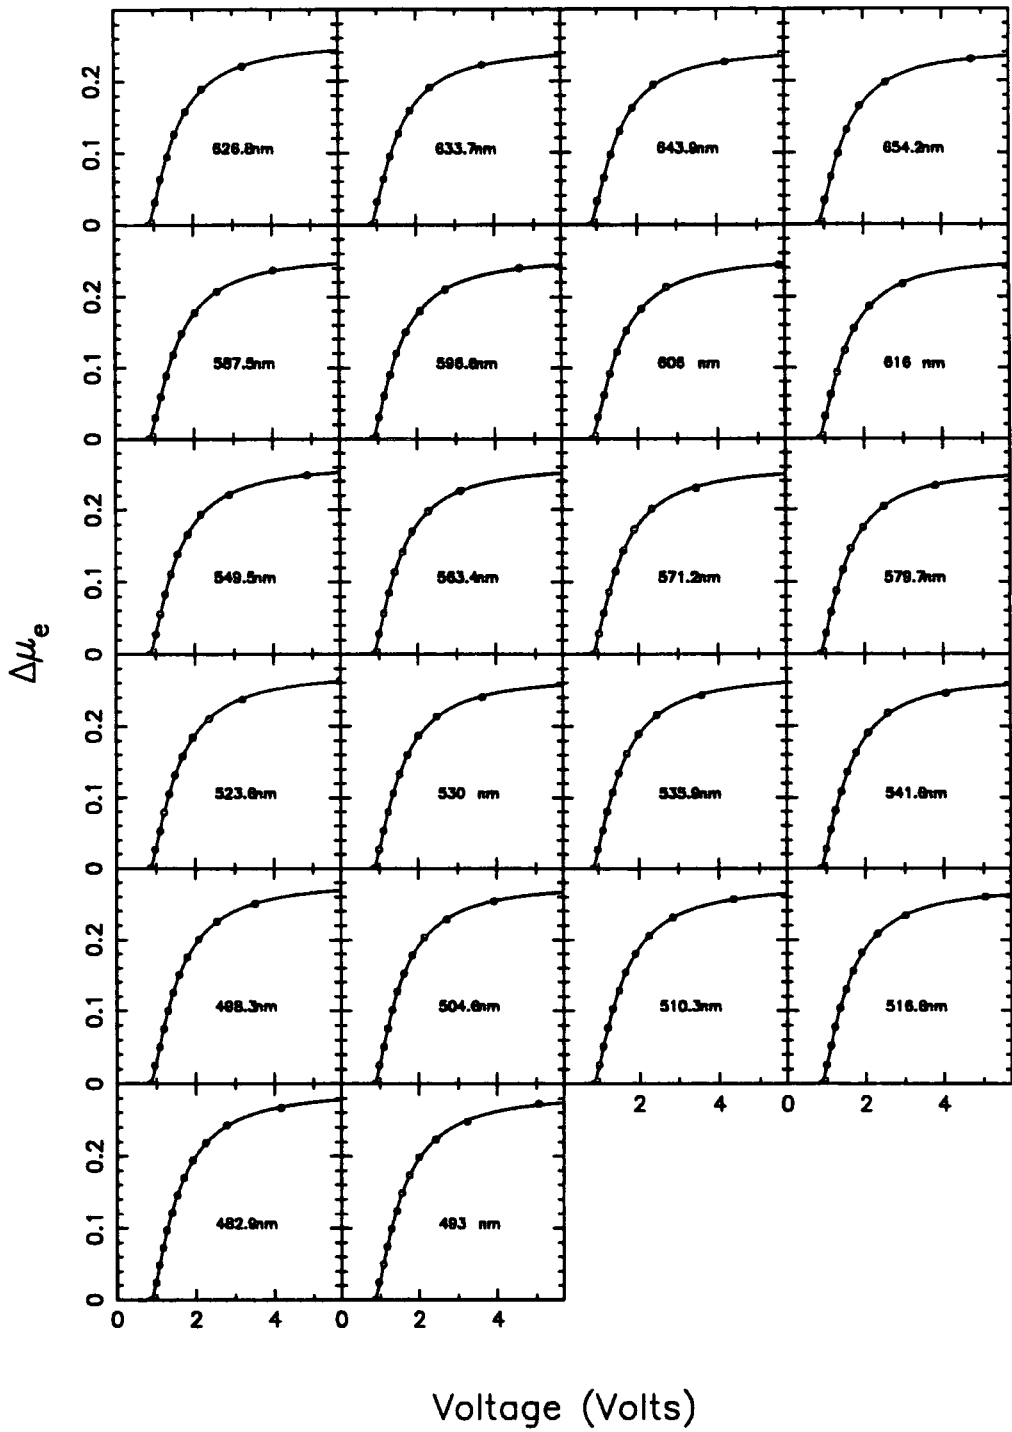 0.2
0.1
0
626.8nm 633.7nm 643.9nm 654.2nm
0.2
0.1
0
587.5nm 596.6nm 606 nm 616 nm
0.2
0.1
0
549.5nm 563.4nm 571.2nm 579.7nm
Δμe
0.2
0.1
0
523.6nm 530 nm 535.9nm 541.8nm
0.2
0.1
0
498.3nm 504.6nm 510.3nm 516.8nm
2 4 0 2 4
0.2
0.1
0
482.9nm 493 nm
0 2 4 0 2 4
Voltage (Volts)